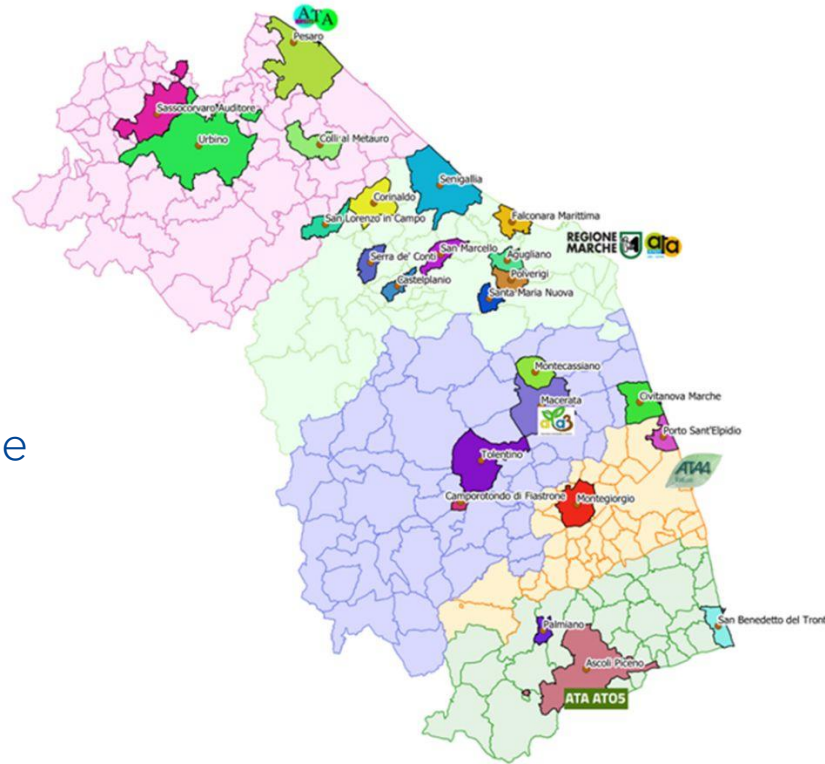 ATA
Pesaro
Sassocorvaro Auditore
Urbino
Colli al Metauro
Senigallia
Corinaldo
San Lorenzo in Campo
Falconara Marittima
REGIONE
MARCHE
ata
San Marcello
Serra de' Conti
Agugliano
Polverigi
Castelplanio
Santa Maria Nuova
Montecassiano
Civitanova Marche
Macerata
ata3
Porto Sant'Elpidio
e
Tolentino
ATA4
Camporotondo di Fiastrone
Montegiorgio
San Benedetto del Tront
Palmiano
Ascoli Piceno
ATA ATO5